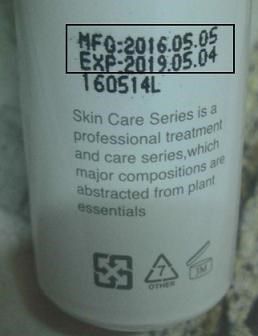 MFG:2016.05.05
EXP:2019.05.04
160514L
Skin Care Series is a
professional treatment
and care series,which
major compositions are
abstracted from plant
essentials
7
OTHER